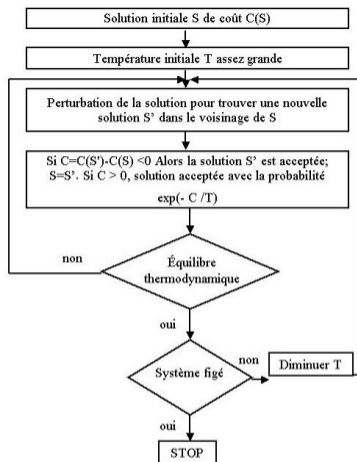 Solution initiale S de coût C(S)
Température initiale T assez grande
Perturbation de la solution pour trouver une nouvelle
solution S’ dans le voisinage de S
Si C=C(S’)-C(S) <0 Alors la solution S’ est acceptée;
S=S’. Si C > 0, solution acceptée avec la probabilité
exp(- C /T)
non
Équilibre
thermodynamique
oui
Système figé
non
Diminuer T
oui
STOP